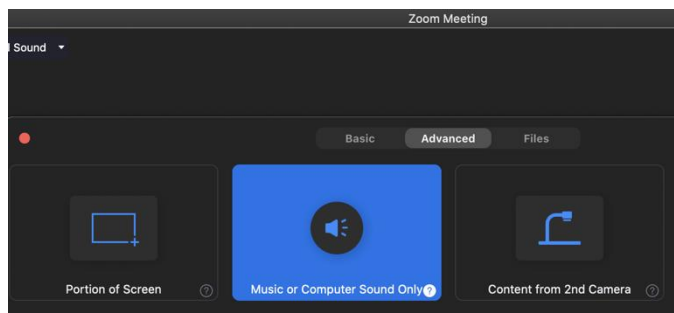 Zoom Meeting
l Sound
Basic Advanced Files
Portion of Screen ? Music or Computer Sound Only ? Content from 2nd Camera ?